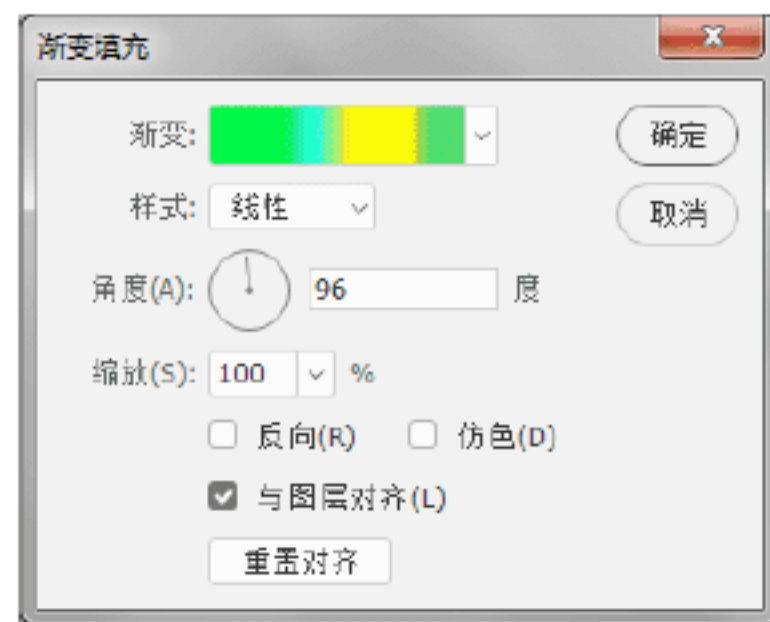 渐变填充
渐变: 确定
样式: 线性 取消
角度(A): 96 度
缩放(S): 100 %
反向(R) 仿色(D)
与图层对齐(L)
重置对齐